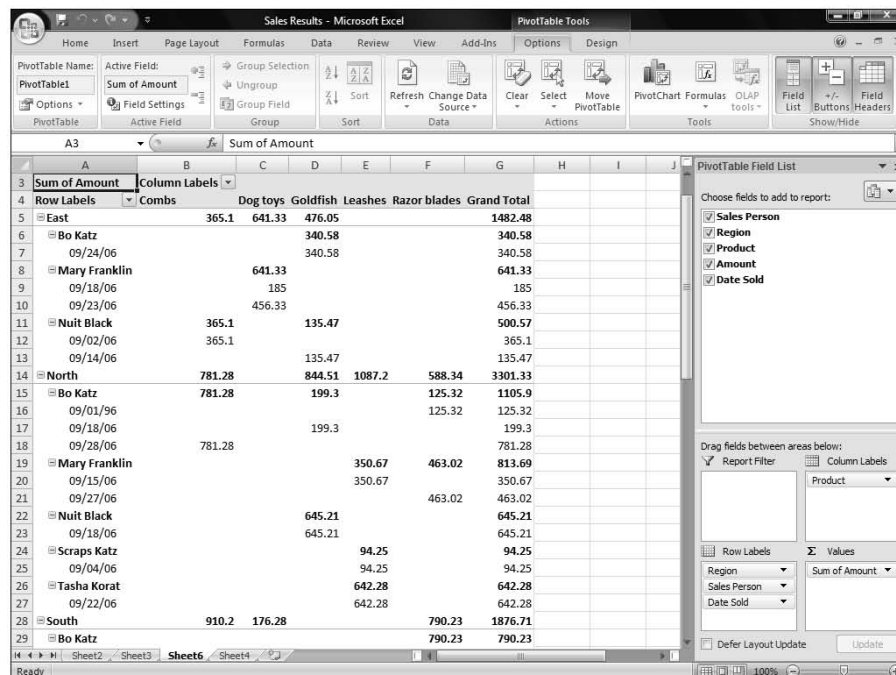 Sales Results - Microsoft Excel
PivotTable Tools
Home Insert Page Layout Formulas Data Review View Add-Ins Options Design
PivotTable Name:
PivotTable1
Options
PivotTable
Active Field:
Sum of Amount
Field Settings
Active Field
Group Selection
Ungroup
Group Field
Group
Sort
Sort
Refresh
Change Data Source
Data
Clear
Select
Move PivotTable
Actions
PivotChart
Formulas
OLAP tools
Tools
Field List
+/- Buttons
Field Headers
Show/Hide
A3 fx Sum of Amount
A B C D E F G H I J
3 Sum of Amount Column Labels
4 Row Labels Combs Dog toys Goldfish Leashes Razor blades Grand Total
5 East 365.1 641.33 476.05 1482.48
6 Bo Katz 340.58 340.58
7 09/24/06 340.58 340.58
8 Mary Franklin 641.33 641.33
9 09/18/06 185 185
10 09/23/06 456.33 456.33
11 Nuit Black 365.1 135.47 500.57
12 09/02/06 365.1 365.1
13 09/14/06 135.47 135.47
14 North 781.28 844.51 1087.2 588.34 3301.33
15 Bo Katz 781.28 199.3 125.32 1105.9
16 09/01/96 125.32 125.32
17 09/18/06 199.3 199.3
18 09/28/06 781.28 781.28
19 Mary Franklin 350.67 463.02 813.69
20 09/15/06 350.67 350.67
21 09/27/06 463.02 463.02
22 Nuit Black 645.21 645.21
23 09/18/06 645.21 645.21
24 Scraps Katz 94.25 94.25
25 09/04/06 94.25 94.25
26 Tasha Korat 642.28 642.28
27 09/22/06 642.28 642.28
28 South 910.2 176.28 790.23 1876.71
29 Bo Katz 790.23 790.23
PivotTable Field List
Choose fields to add to report:
Sales Person
Region
Product
Amount
Date Sold
Drag fields between areas below:
Report Filter Column Labels
Product
Row Labels Σ Values
Region Sum of Amount
Sales Person
Date Sold
Defer Layout Update Update
Sheet2 Sheet3 Sheet6 Sheet4
Ready 100%